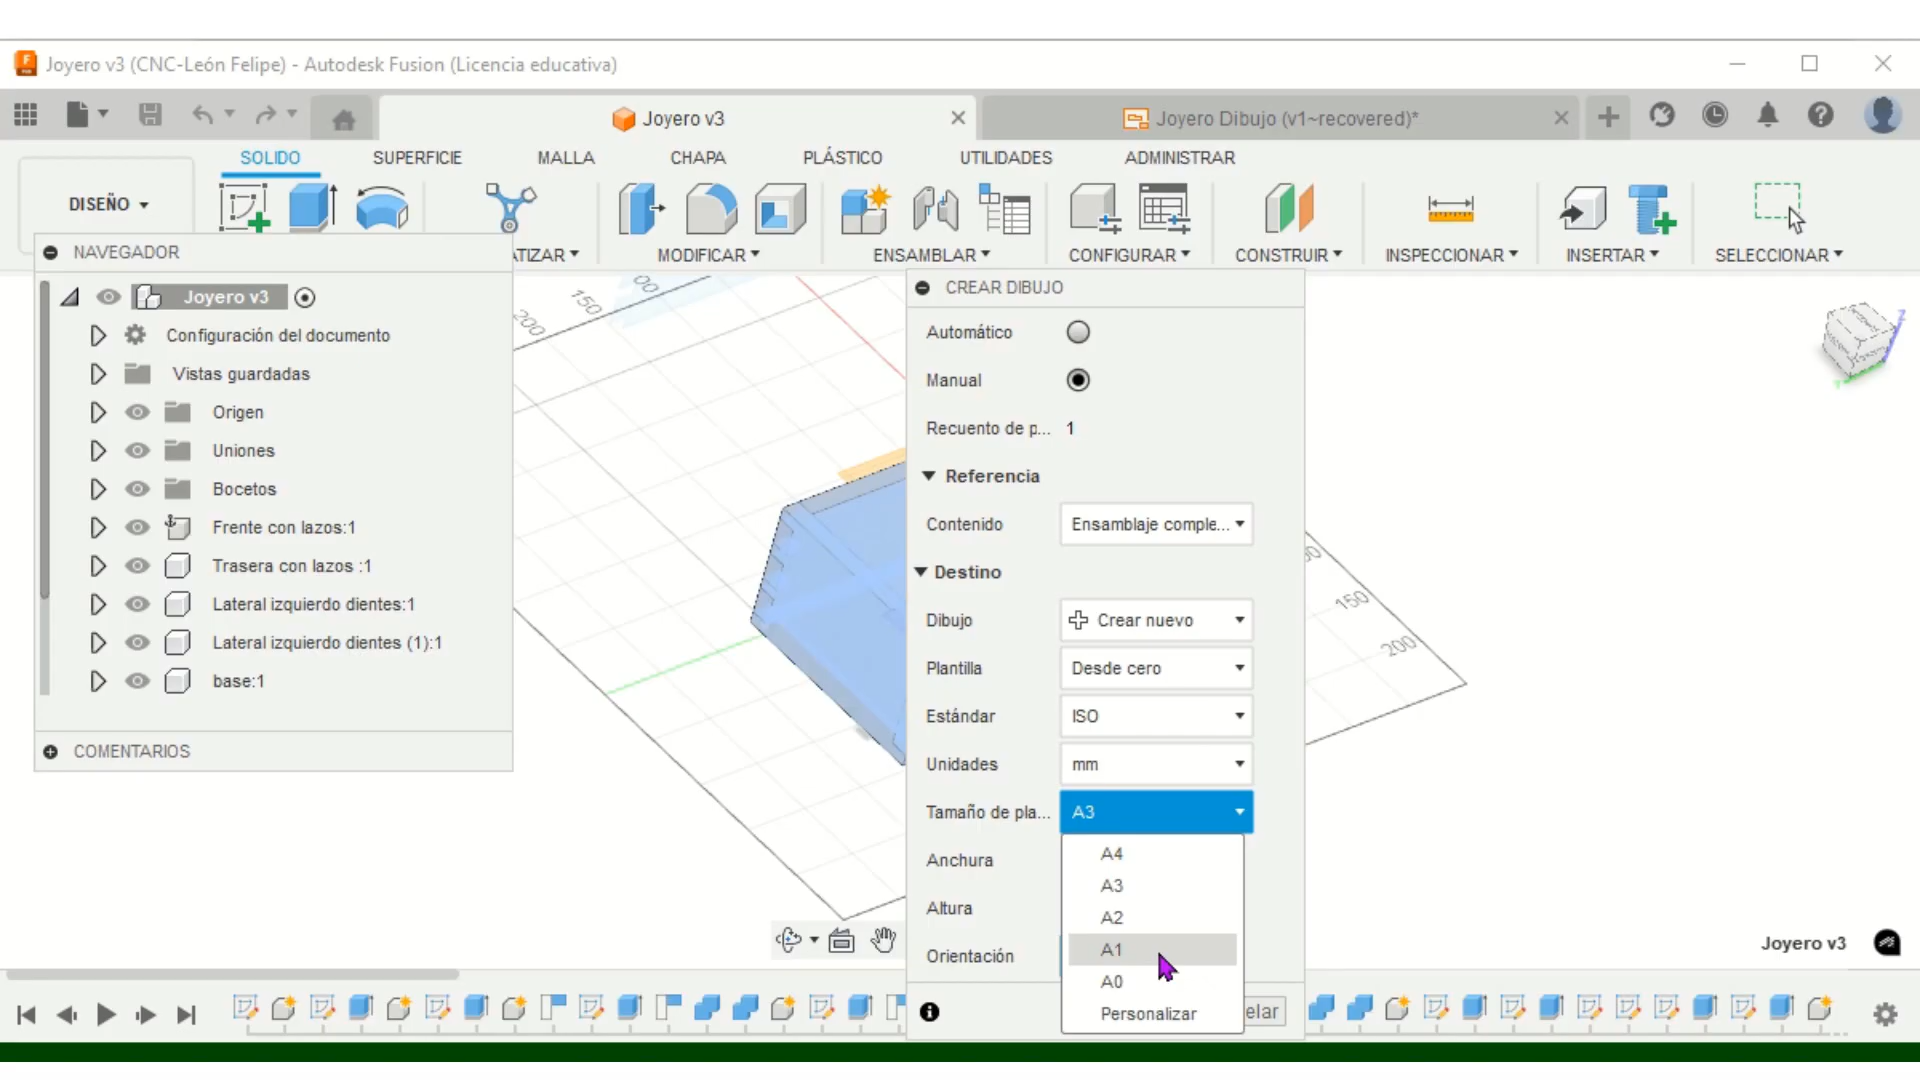 Joyero v3 (CNC-León Felipe) - Autodesk Fusion (Licencia educativa)
Joyero v3
Joyero Dibujo (v1~recovered)*
SOLIDO SUPERFICIE MALLA CHAPA PLÁSTICO UTILIDADES ADMINISTRAR
DISEÑO
ATIZAR MODIFICAR ENSAMBLAR CONFIGURAR CONSTRUIR INSPECCIONAR INSERTAR SELECCIONAR
NAVEGADOR
Joyero v3
Configuración del documento
Vistas guardadas
Origen
Uniones
Bocetos
Frente con lazos:1
Trasera con lazos :1
Lateral izquierdo dientes:1
Lateral izquierdo dientes (1):1
base:1
COMENTARIOS
200
150
00
CREAR DIBUJO
Automático
Manual
Recuento de p... 1
Referencia
Contenido Ensamblaje comple...
Destino
Dibujo Crear nuevo
Plantilla Desde cero
Estándar ISO
Unidades mm
Tamaño de pla... A3
Anchura
Altura
Orientación
A4
A3
A2
A1
A0
Personalizar
elar
150
200
Joyero v3